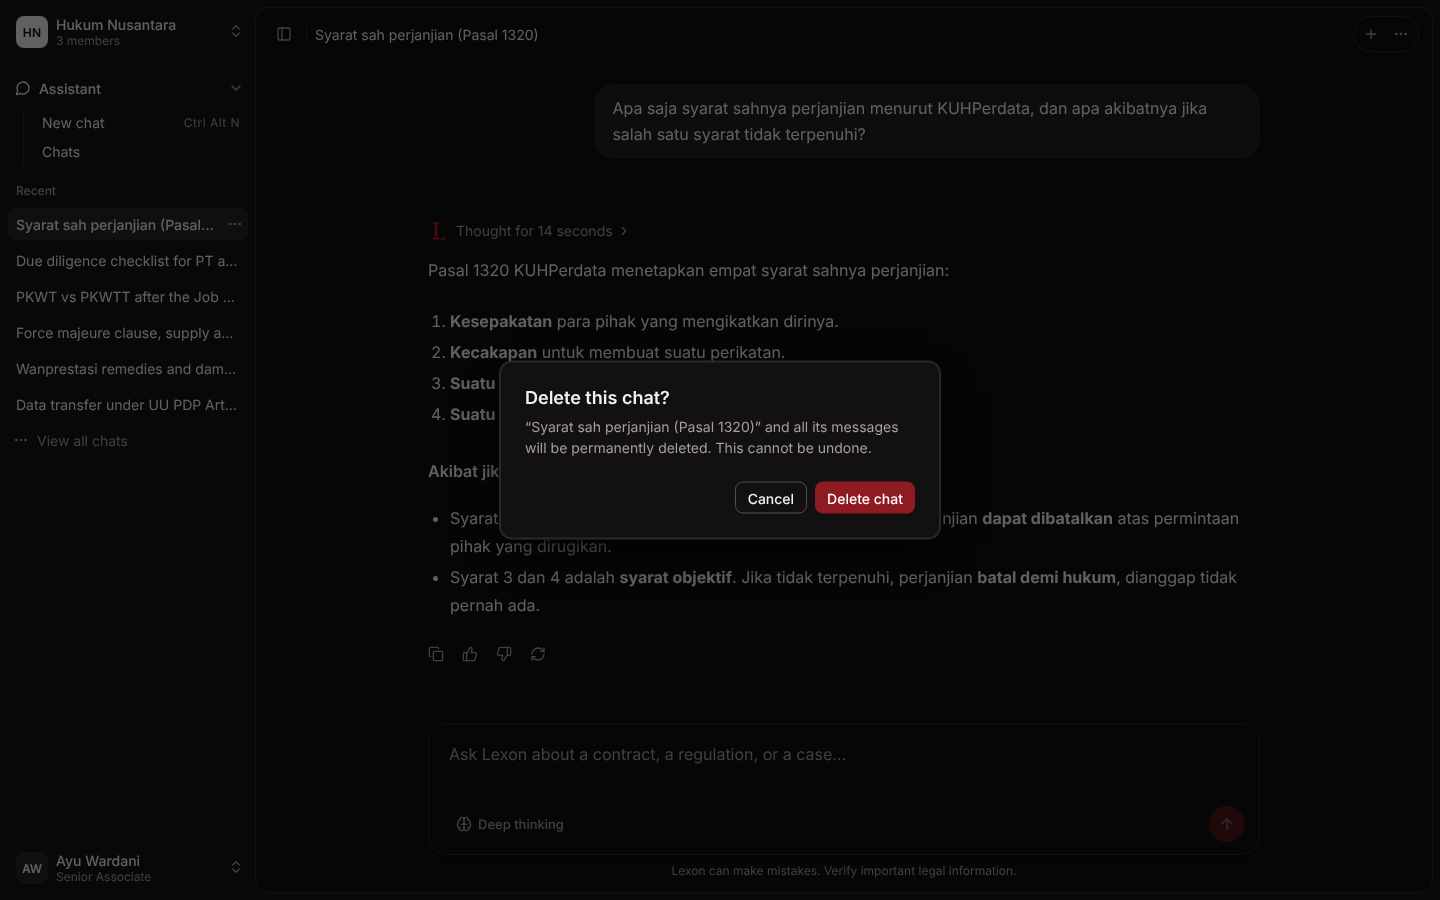 HN
Hukum Nusantara
3 members
Assistant
New chat Ctrl Alt N
Chats
Recent
Syarat sah perjanjian (Pasal...
Due diligence checklist for PT a...
PKWT vs PKWTT after the Job ...
Force majeure clause, supply a...
Wanprestasi remedies and dam...
Data transfer under UU PDP Art...
View all chats
AW
Ayu Wardani
Senior Associate
Syarat sah perjanjian (Pasal 1320)
Apa saja syarat sahnya perjanjian menurut KUHPerdata, dan apa akibatnya jika
salah satu syarat tidak terpenuhi?
L Thought for 14 seconds
Pasal 1320 KUHPerdata menetapkan empat syarat sahnya perjanjian:
1. Kesepakatan para pihak yang mengikatkan dirinya.
2. Kecakapan untuk membuat suatu perikatan.
3. Suatu
4. Suatu
Delete this chat?
“Syarat sah perjanjian (Pasal 1320)” and all its messages
will be permanently deleted. This cannot be undone.
Cancel
Delete chat
Akibat jik
• Syarat njian dapat dibatalkan atas permintaan
pihak yang dirugikan.
• Syarat 3 dan 4 adalah syarat objektif. Jika tidak terpenuhi, perjanjian batal demi hukum, dianggap tidak
pernah ada.
Ask Lexon about a contract, a regulation, or a case...
Deep thinking
Lexon can make mistakes. Verify important legal information.